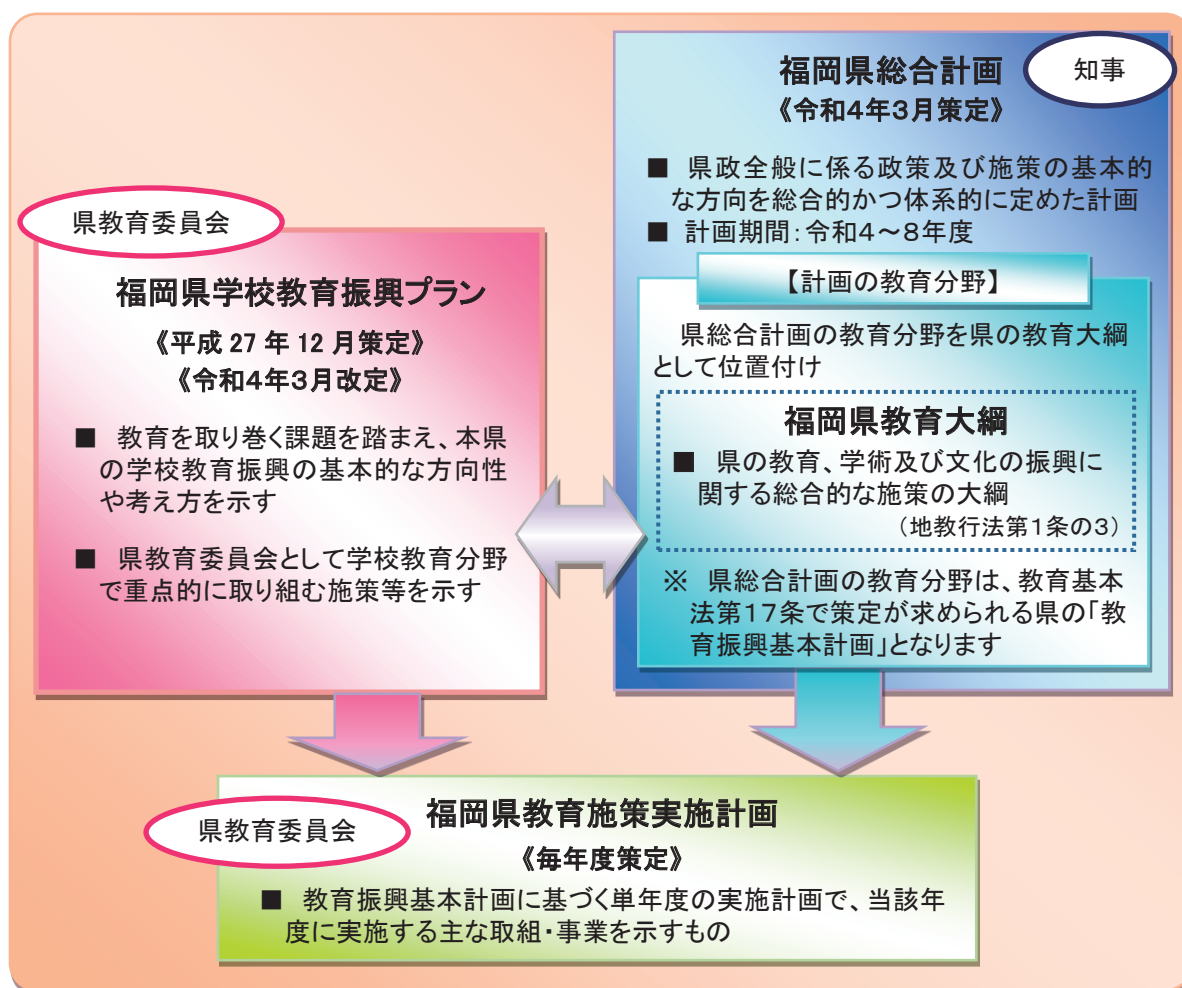 県教育委員会
福岡県学校教育振興プラン
《平成 27 年 12 月策定》
《令和4年3月改定》
■ 教育を取り巻く課題を踏まえ、本県
の学校教育振興の基本的な方向性
や考え方を示す
■ 県教育委員会として学校教育分野
で重点的に取り組む施策等を示す
福岡県総合計画
知事
《令和4年3月策定》
■ 県政全般に係る政策及び施策の基本的
な方向を総合的かつ体系的に定めた計画
■ 計画期間：令和4～8年度
【計画の教育分野】
県総合計画の教育分野を県の教育大綱
として位置付け
福岡県教育大綱
■ 県の教育、学術及び文化の振興に
関する総合的な施策の大綱
（地教行法第1条の3）
※ 県総合計画の教育分野は、教育基本
法第17条で策定が求められる県の「教
育振興基本計画」となります
県教育委員会
福岡県教育施策実施計画
《毎年度策定》
■ 教育振興基本計画に基づく単年度の実施計画で、当該年
度に実施する主な取組・事業を示すもの